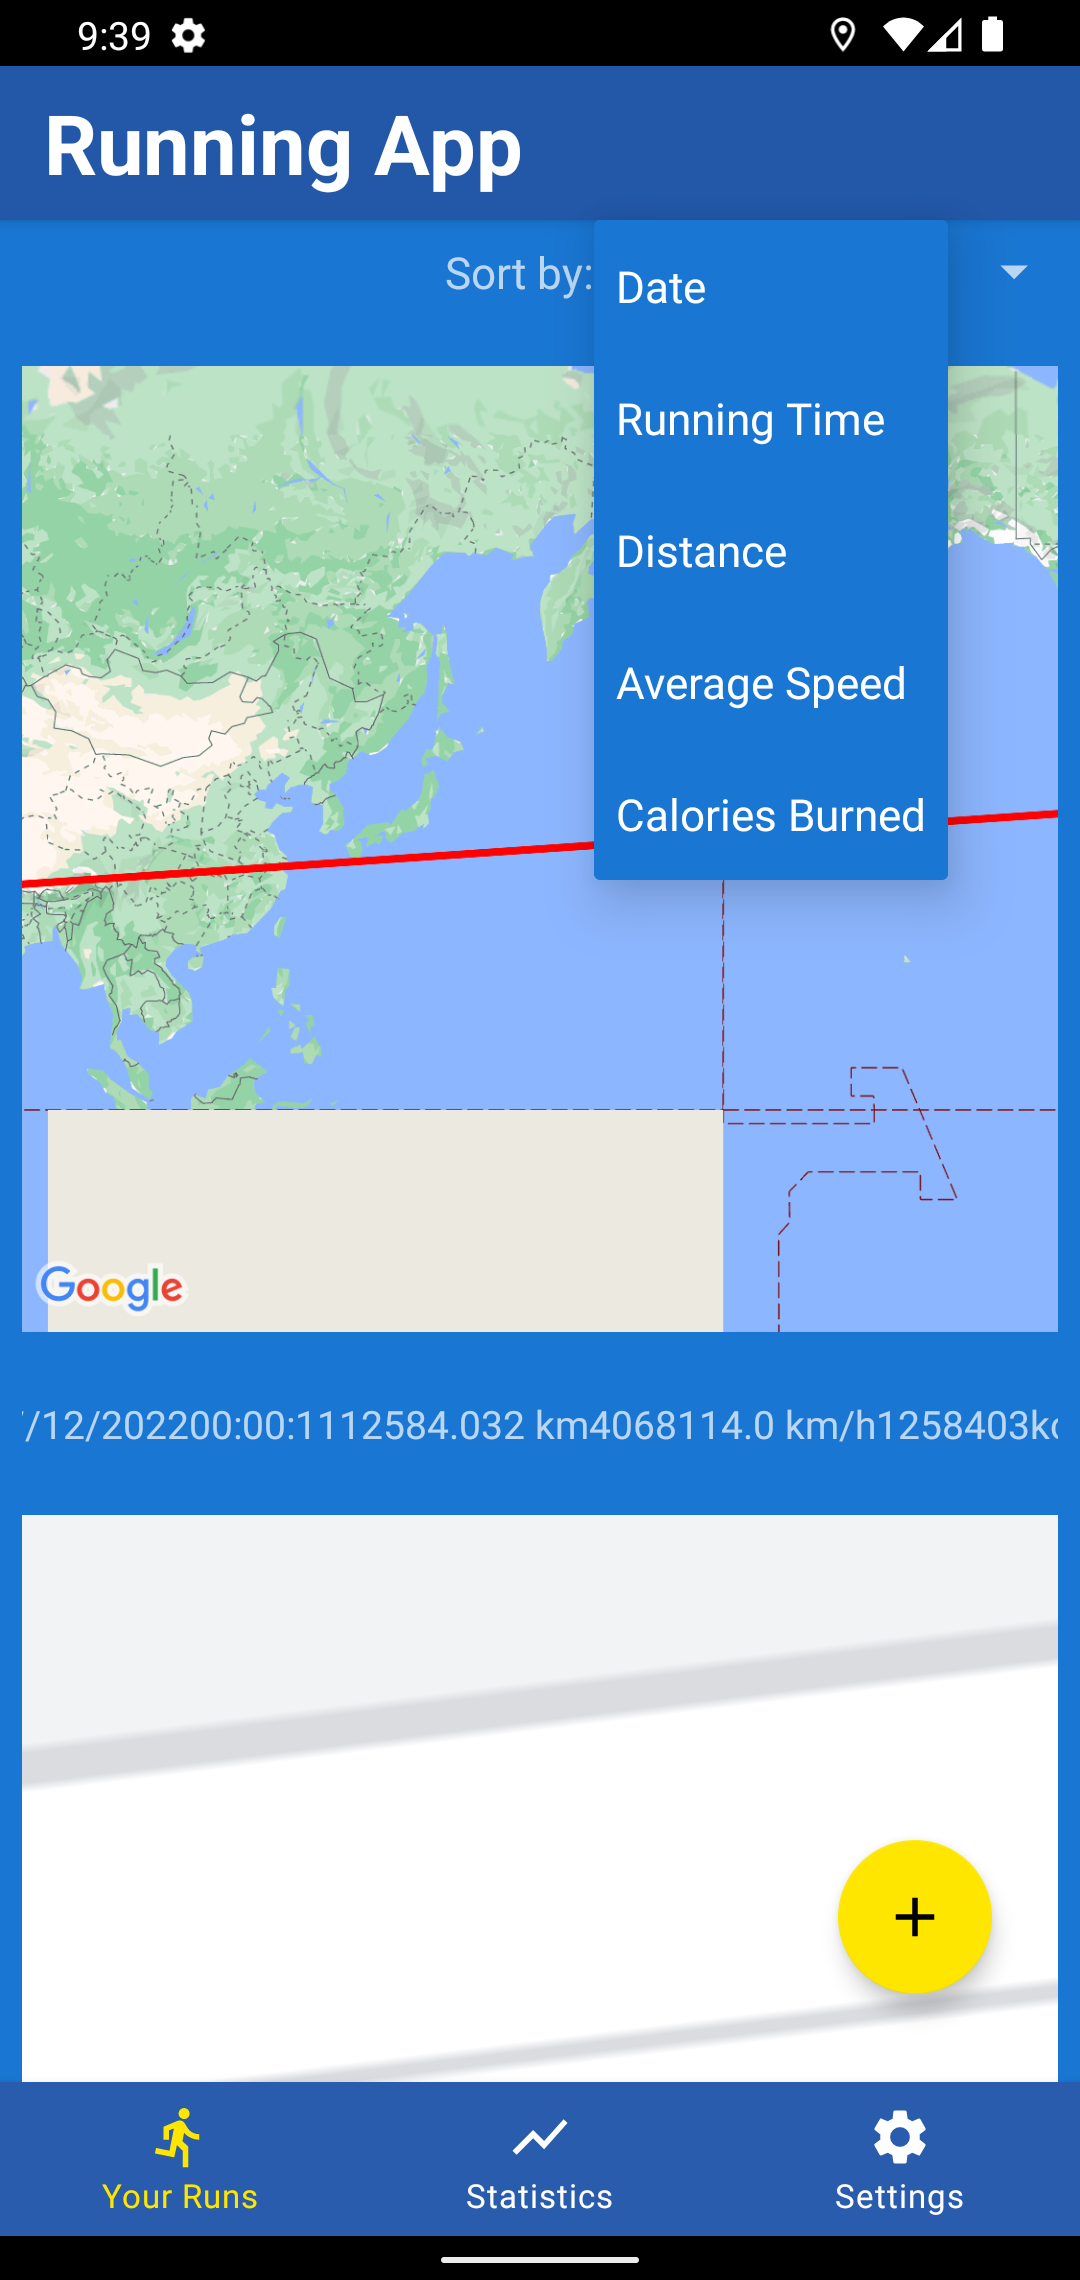 9:39
Running App
Sort by:
Date
Running Time
Distance
Average Speed
Calories Burned
Google
/12/202200:00:1112584.032 km4068114.0 km/h1258403kc
Your Runs
Statistics
Settings